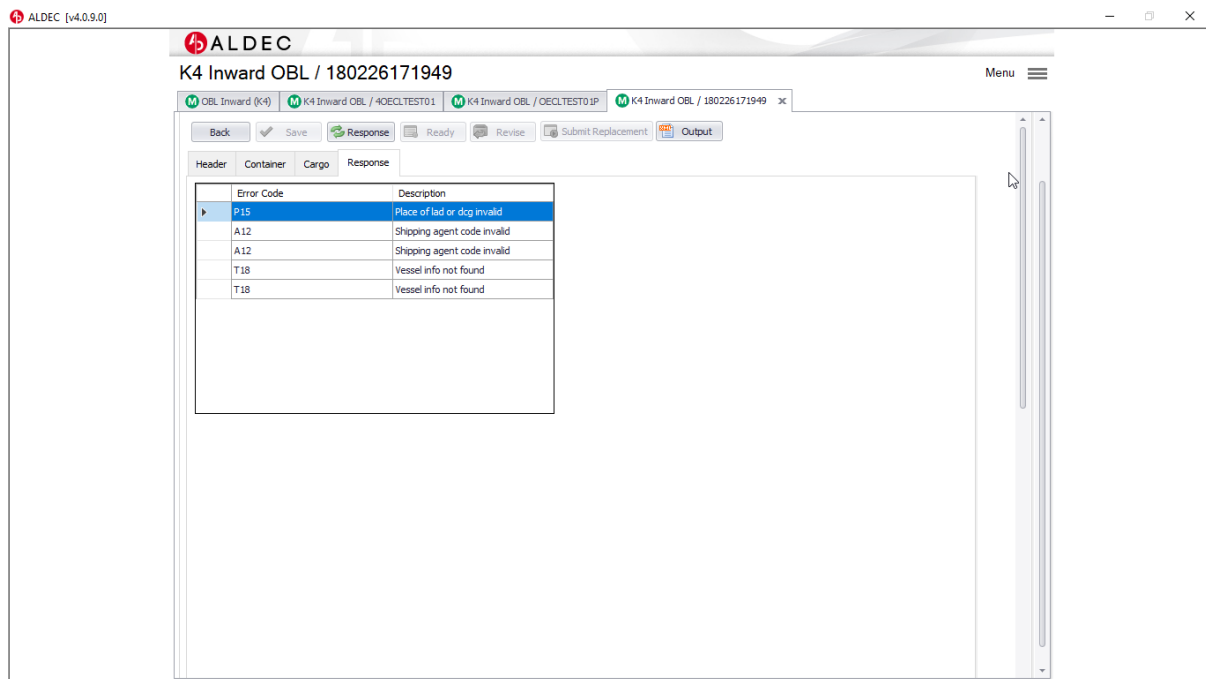 ALDEC [v4.0.9.0]
ALDEC
K4 Inward OBL / 180226171949
Menu
OBL Inward (K4) K4 Inward OBL / 4OECLTEST01 K4 Inward OBL / OECLTEST01P K4 Inward OBL / 180226171949
Back Save Response Ready Revise Submit Replacement Output
Header Container Cargo Response
Error Code Description
P15 Place of lad or dcg invalid
A12 Shipping agent code invalid
A12 Shipping agent code invalid
T18 Vessel info not found
T18 Vessel info not found